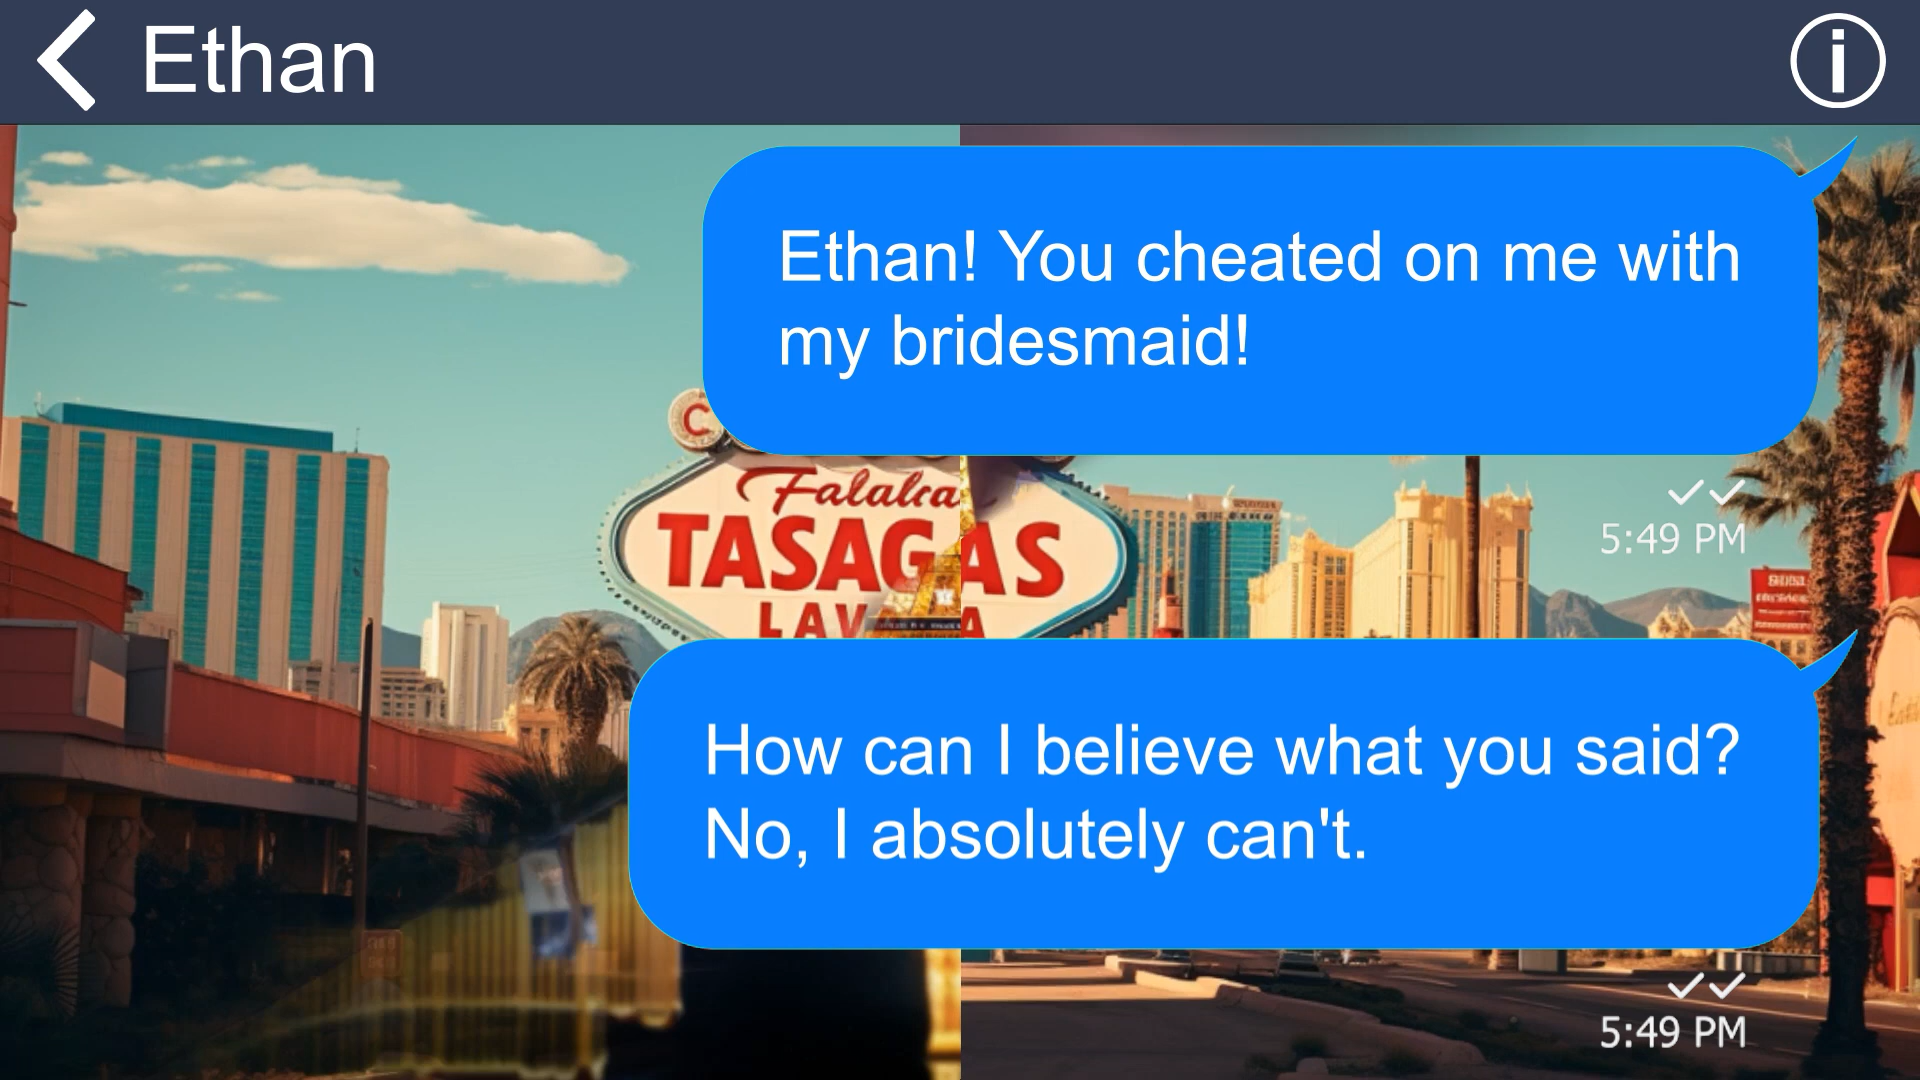 Ethan
Ethan! You cheated on me with
my bridesmaid!
C
Falalca
TASAGAS
LAV A
5:49 PM
How can I believe what you said?
No, I absolutely can't.
5:49 PM